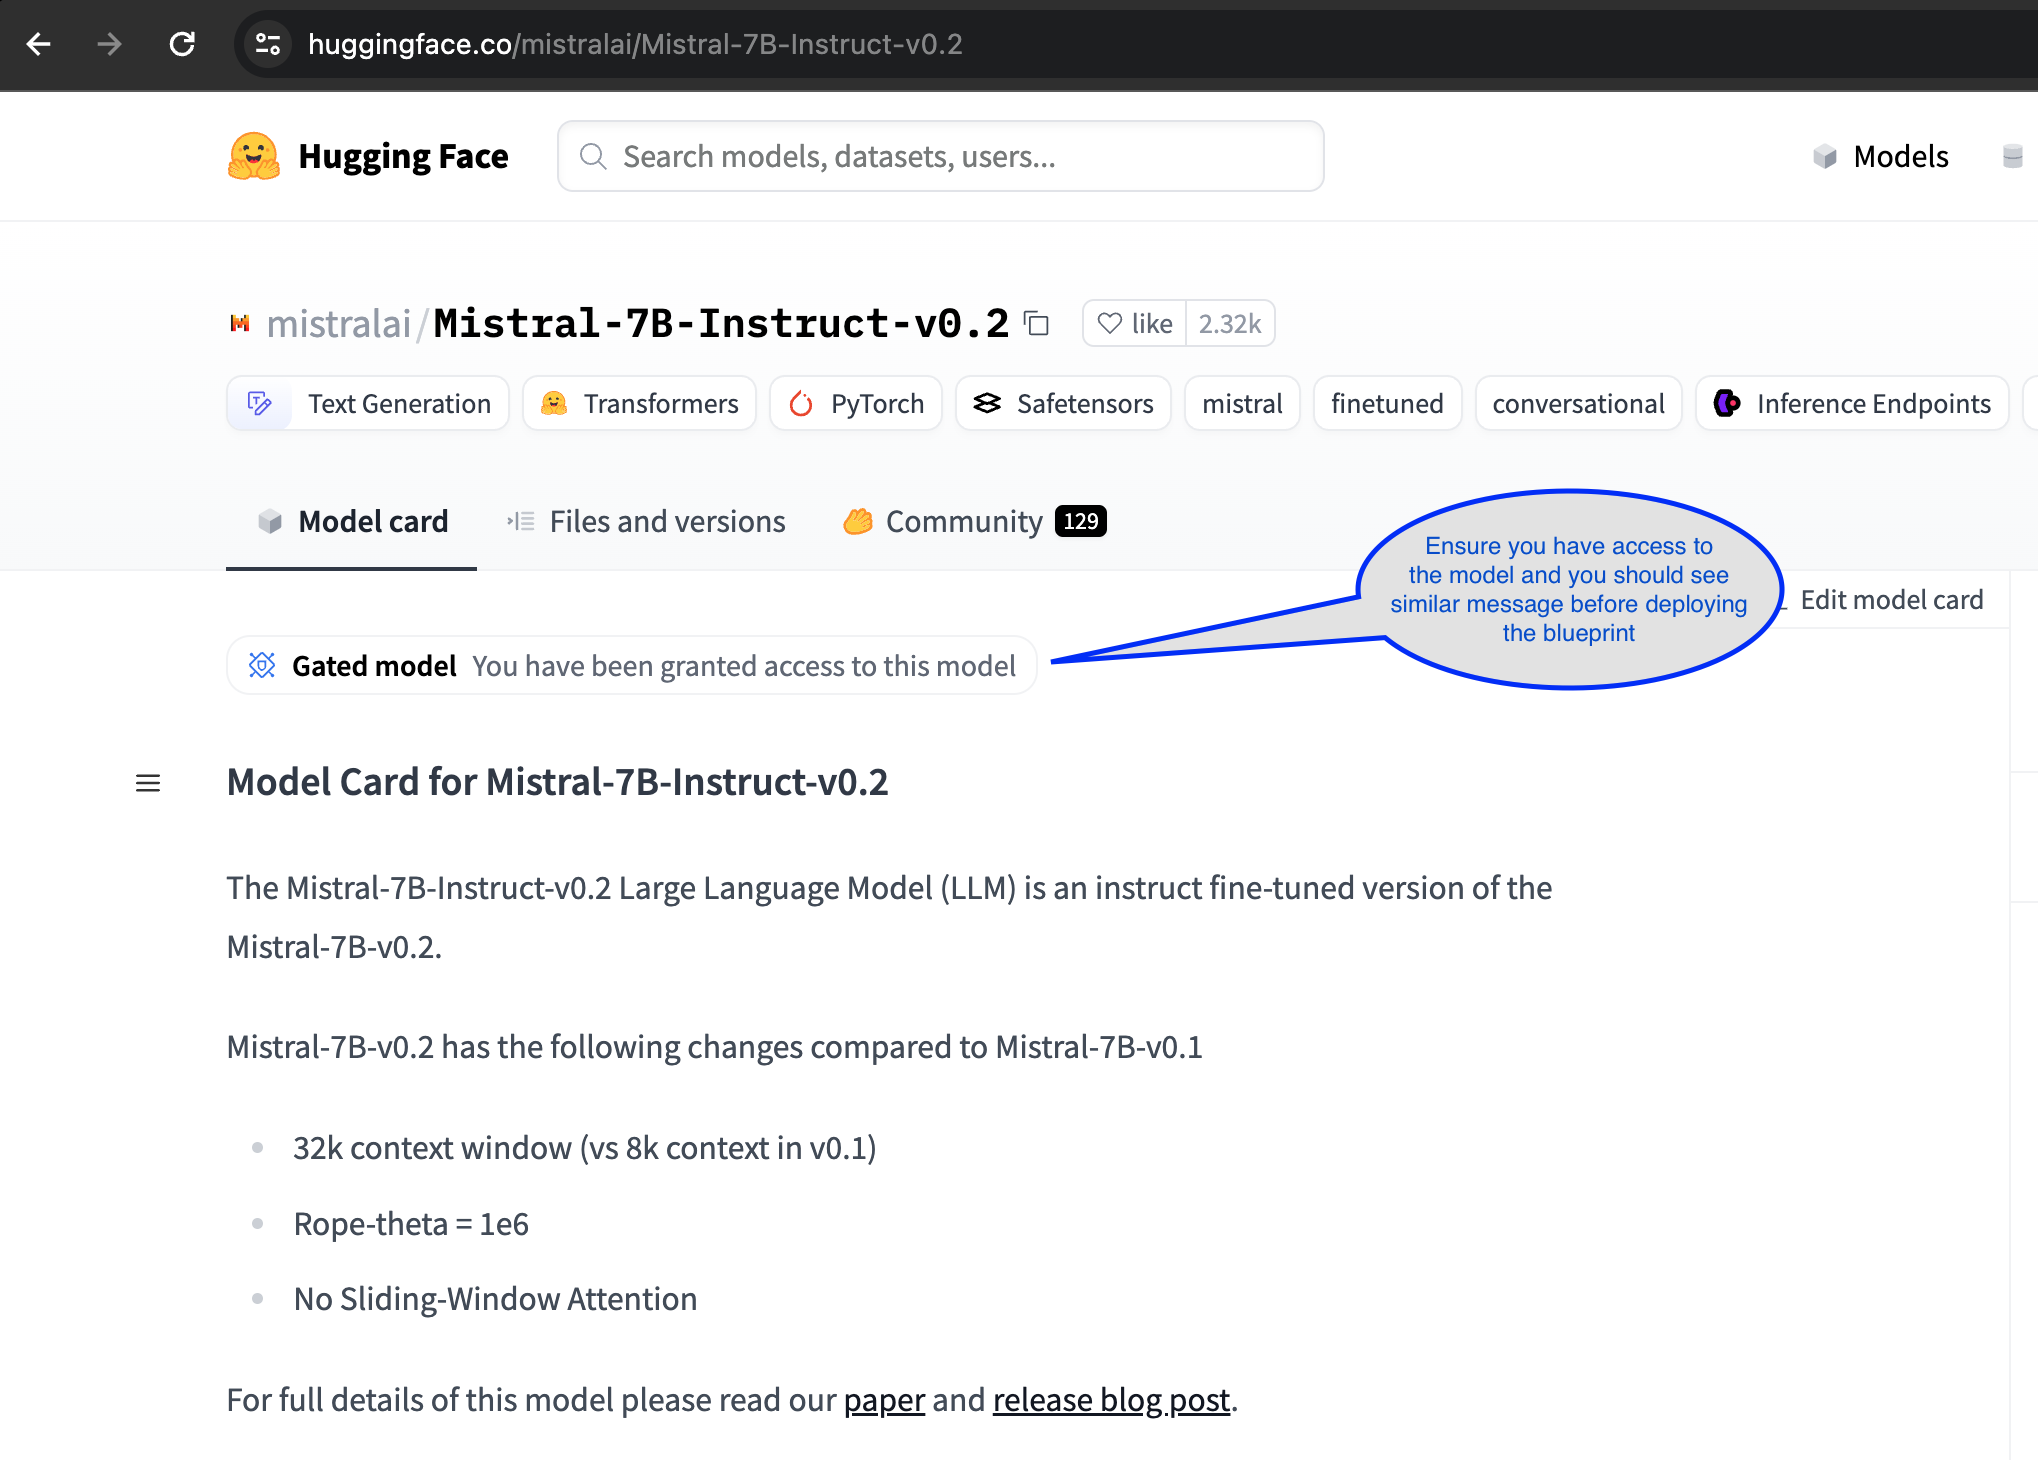 huggingface.co/mistralai/Mistral-7B-Instruct-v0.2
Hugging Face
Search models, datasets, users...
Models
mistralai/Mistral-7B-Instruct-v0.2
like 2.32k
Text Generation Transformers PyTorch Safetensors mistral finetuned conversational Inference Endpoints
Model card Files and versions Community 129
Ensure you have access to
the model and you should see
similar message before deploying
the blueprint
Edit model card
Gated model You have been granted access to this model
Model Card for Mistral-7B-Instruct-v0.2
The Mistral-7B-Instruct-v0.2 Large Language Model (LLM) is an instruct fine-tuned version of the
Mistral-7B-v0.2.
Mistral-7B-v0.2 has the following changes compared to Mistral-7B-v0.1
32k context window (vs 8k context in v0.1)
Rope-theta = 1e6
No Sliding-Window Attention
For full details of this model please read our paper and release blog post.